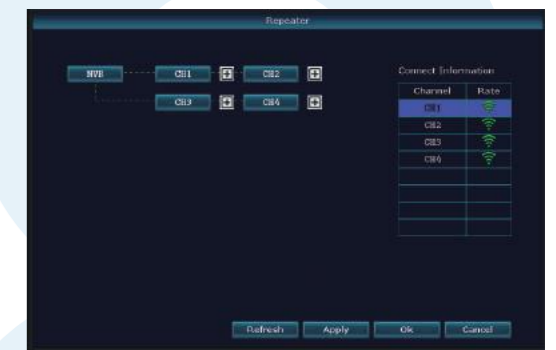 Repeater
NVR CH1 CH2
CH3 CH4
Connect Information
Channel Rate
CH1
CH2
CH3
CH4
Refresh Apply Ok Cancel